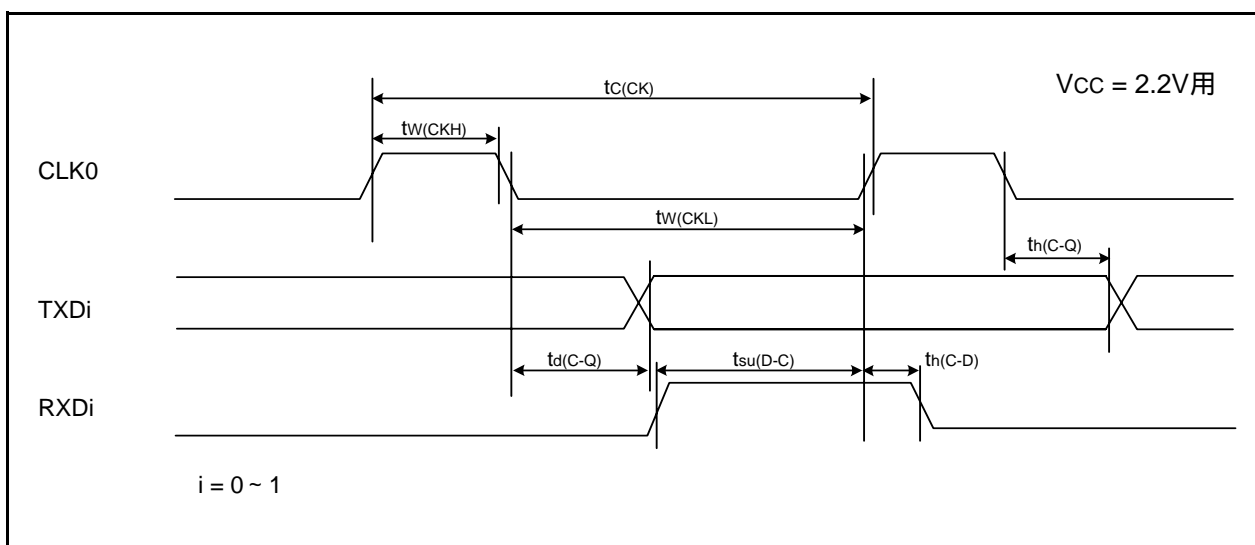 tC(CK)
VCC = 2.2V用
tW(CKH)
CLK0
tW(CKL)
th(C-Q)
TXDi
td(C-Q)
tsu(D-C)
th(C-D)
RXDi
i = 0 ~ 1